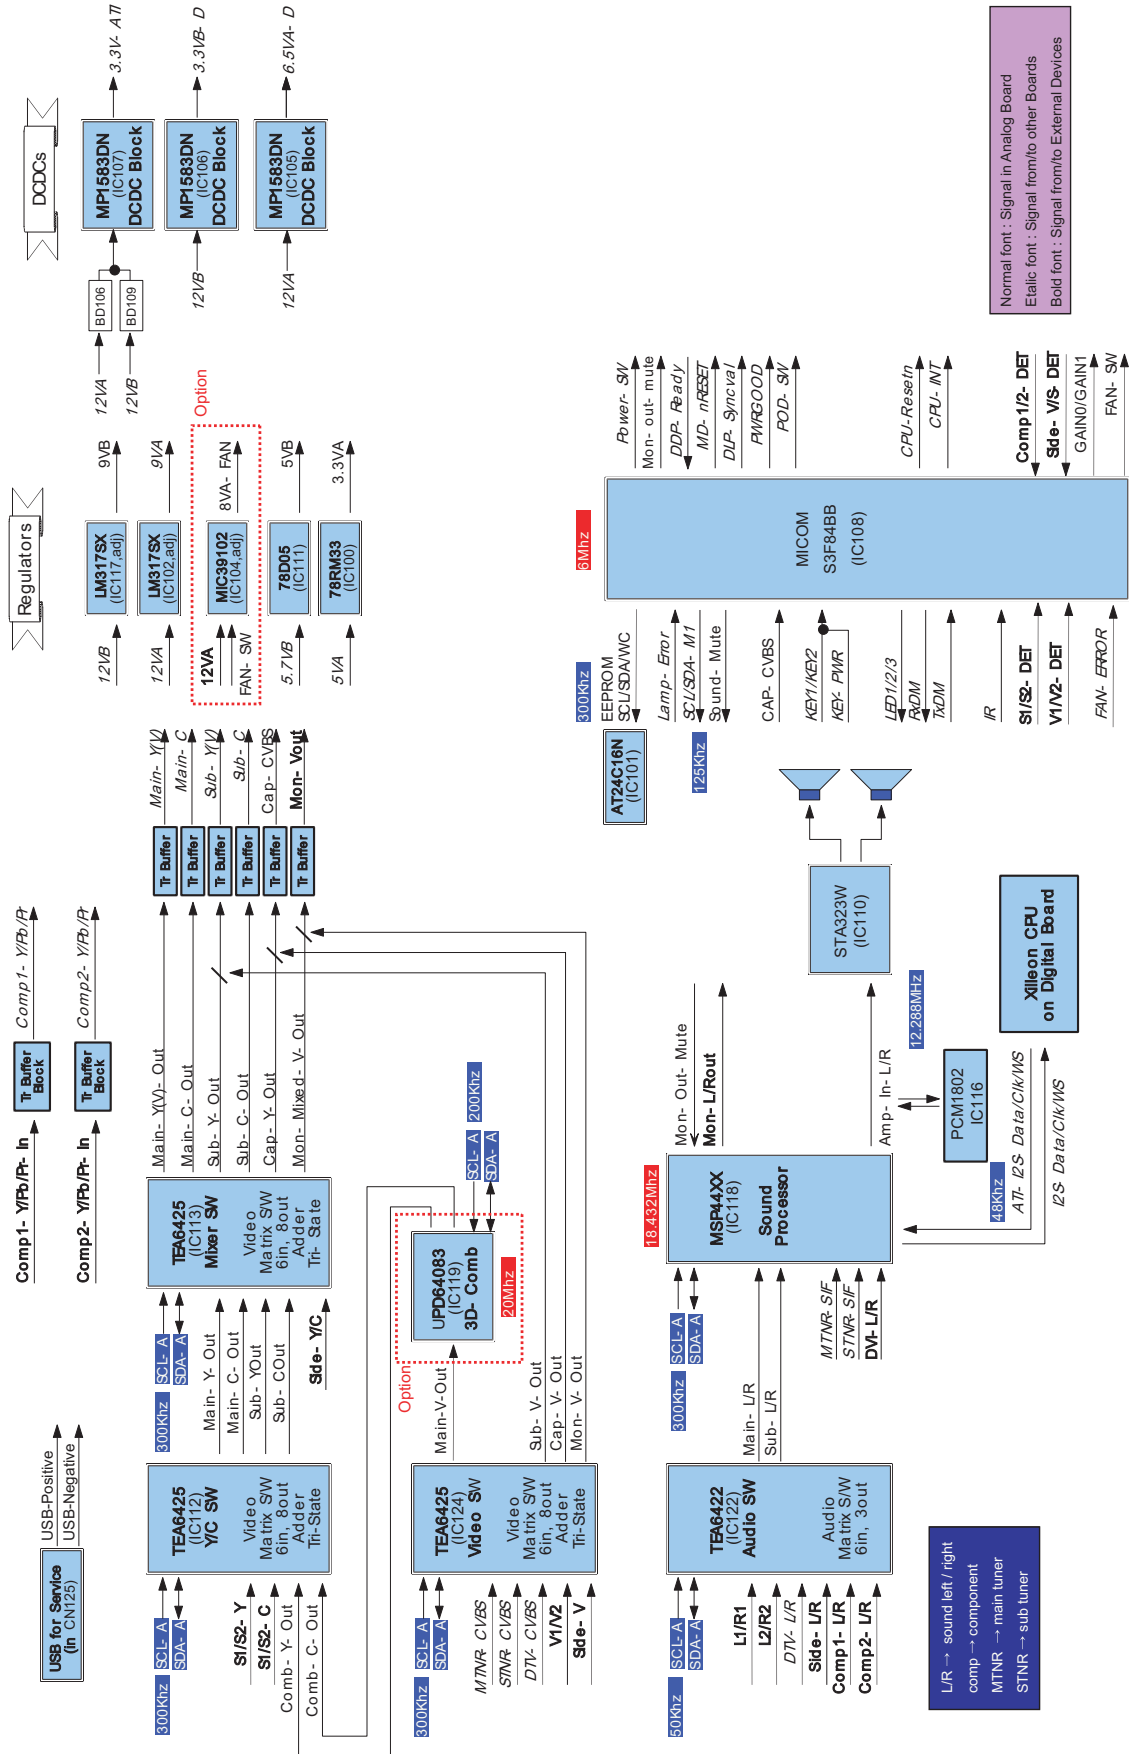 USB for Service
(in CN125)
USB-Positive
USB-Negative
Comp1- Y/Pb/Pr- In
Tr Buffer
Block
Comp1- Y/Pb/Pr
Comp2- Y/Pb/Pr- In
Tr Buffer
Block
Comp2- Y/Pb/Pr
300Khz
SCL- A
SDA- A
S1/S2- Y
S1/S2- C
Comb- Y- Out
Comb- C- Out
TEA6425
(IC112)
Y/C SW
Video
Matrix S/W
6in, 8out
Adder
Tri-State
300Khz
SCL- A
SDA- A
Main- Y- Out
Main- C- Out
Sub- YOut
Sub- COut
Side- Y/C
TEA6425
(IC113)
Mixer SW
Video
Matrix S/W
6in, 8out
Adder
Tri- State
Main- Y(V)- Out
Main- C- Out
Sub- Y- Out
Sub- C- Out
Cap- Y- Out
Mon- Mixed- V- Out
Tr Buffer
Tr Buffer
Tr Buffer
Tr Buffer
Tr Buffer
Tr Buffer
Main- Y(V)
Main- C
Sub- Y(V)
Sub- C
Cap- CVBS
Mon- Vout
300Khz
SCL- A
SDA- A
MTNR- CVBS
STNR- CVBS
DTV- CVBS
V1/V2
Side- V
TEA6425
(IC124)
Video SW
Video
Matrix S/W
6in, 8out
Adder
Tri-State
Main-V-Out
Sub- V- Out
Cap- V- Out
Mon- V- Out
Option
UPD64083
(IC119)
3D- Comb
20Mhz
SCL- A
SDA- A
200Khz
50Khz
SCL- A
SDA- A
L1/R1
L2/R2
DTV- L/R
Side- L/R
Comp1- L/R
Comp2- L/R
TEA6422
(IC122)
Audio SW
Audio
Matrix S/W
6in, 3out
Main- L/R
Sub- L/R
300Khz
SCL- A
SDA- A
MTNR-SIF
STNR-SIF
DVI- L/R
18.432Mhz
MSP44XX
(IC118)
Sound
Processor
Mon- Out- Mute
Mon- L/Rout
Amp- In- L/R
12.288MHz
PCM1802
IC116
48Khz
ATI- I2S- Data/Clk/WS
I2S- Data/Clk/WS
STA323W
(IC110)
Xilleon CPU
on Digital Board
L/R → sound left / right
comp → component
MTNR → main tuner
STNR → sub tuner
Regulators
12VB
LM317SX
(IC117,adj)
9VB
12VA
LM317SX
(IC102,adj)
9VA
12VA
FAN- SW
MIC39102
(IC104,adj)
8VA- FAN
Option
5.7VB
78D05
(IC111)
5VB
5VA
78RM33
(IC100)
3.3VA
DCDCs
12VA
BD106
12VB
BD109
MP1583DN
(IC107)
DCDC Block
3.3V- ATI
12VB
MP1583DN
(IC106)
DCDC Block
3.3VB- D
12VA
MP1583DN
(IC105)
DCDC Block
6.5VA- D
300Khz
AT24C16N
(IC101)
EEPROM
SCL/SDA/WC
Lamp- Error
SCL/SDA- M1
125Khz
Sound- Mute
CAP- CVBS
KEY1/KEY2
KEY- PWR
LED1/2/3
RxDM
TxDM
IR
S1/S2- DET
V1/V2- DET
FAN- ERROR
6Mhz
MICOM
S3F84BB
(IC108)
Power- SW
Mon- out- mute
DDP- Ready
MD- nRESET
DLP- Syncval
PWRGOOD
POD- SW
CPU-Resetn
CPU- INT
Comp1/2- DET
Side- V/S- DET
GAIN0/GAIN1
FAN- SW
Normal font : Signal in Analog Board
Etalic font : Signal from/to other Boards
Bold font : Signal from/to External Devices